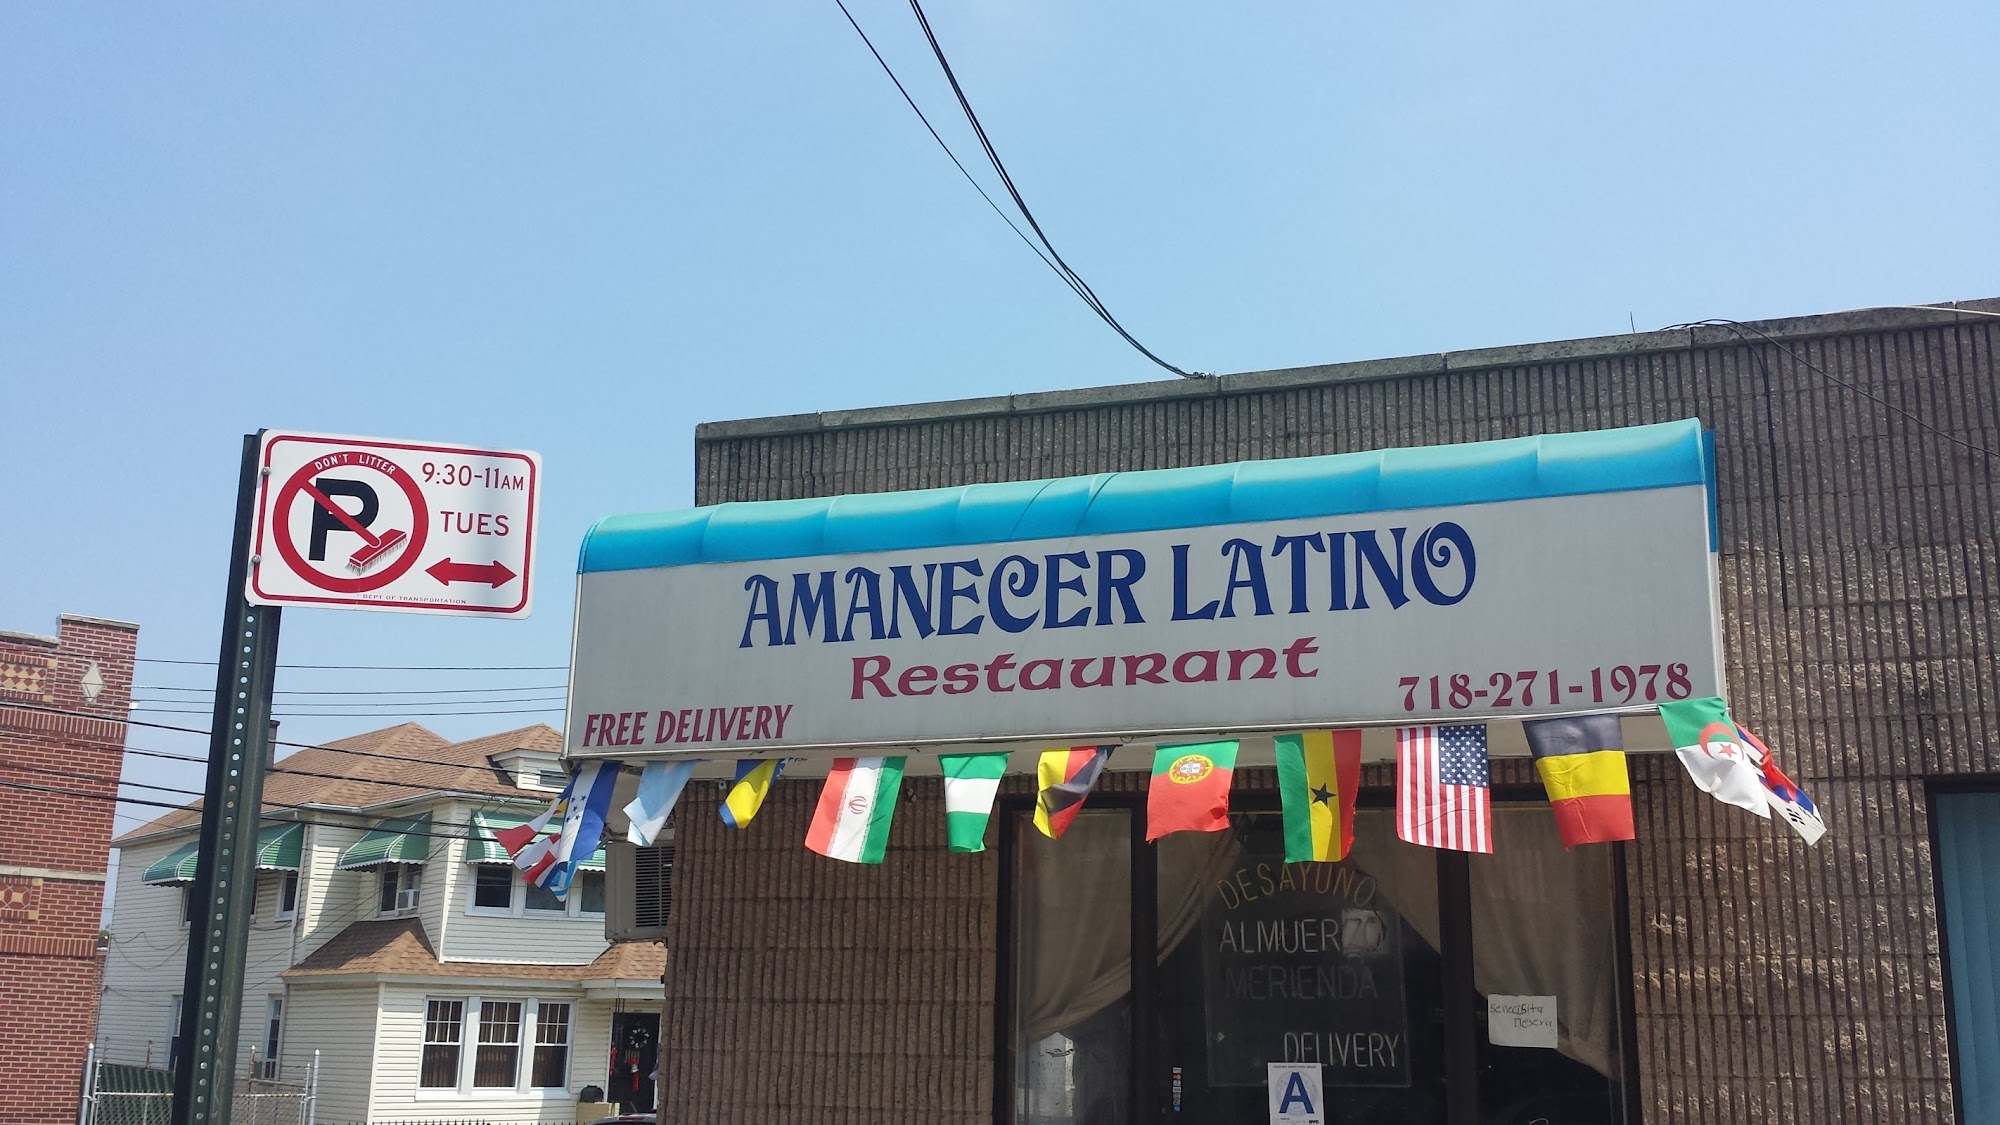 DON'T LITTER
P
9:30-11AM
TUES
DEPT OF TRANSPORTATION
AMANECER LATINO
Restaurant
718-271-1978
FREE DELIVERY
DESAYUNO
ALMUERZO
MERIENDA
DELIVERY
A